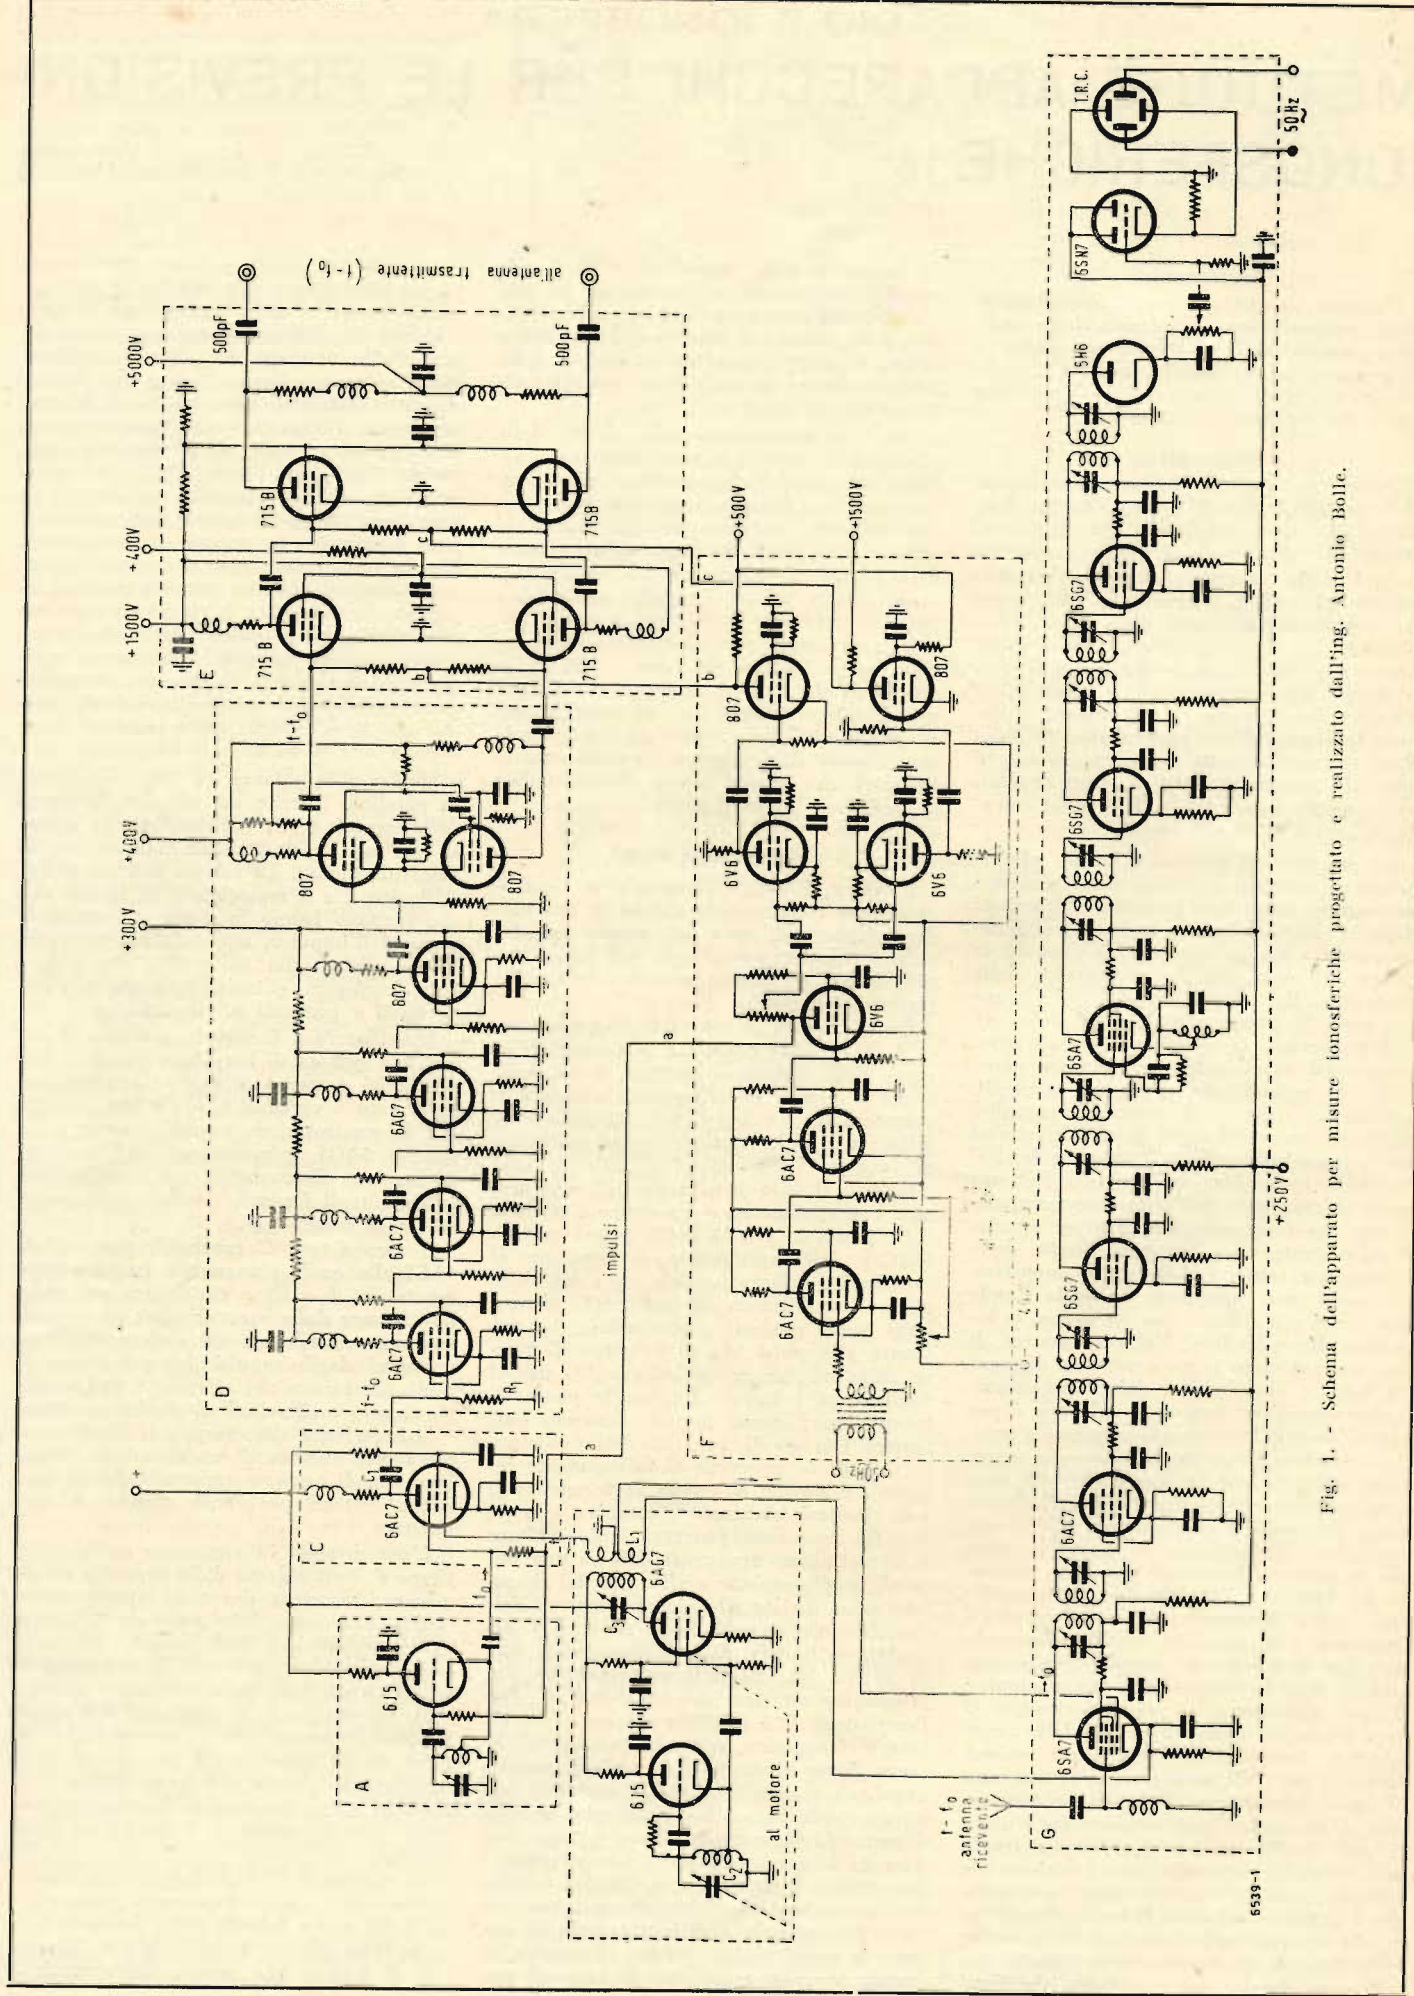 +5000V
+400V
+1500V
+400V
+300V
+
all'antenna trasmittente (f-f0)
500pF
500pF
715B
715B
E
c
715 B
715 B
b
f-f0
807
807
D
807
6AG7
6AC7
6AC7
f-f0
R1
C
C1
6AC7
f0 →
A
6J5
a
impulsi
a
F
50Hz
6AC7
6AC7
6V6
6V6
6V6
807
807
b
c
+500V
+1500V
L1
6AG7
C3
6J5
C2
al motore
G
f-f0
antenna
ricevente
6SA7
f-f0
6AC7
6SG7
6SA7
6SG7
6SG7
5H6
6SN7
T.R.C.
50Hz
+250V
6539-1
Fig. 1. - Schema dell'apparato per misure ionosferiche progettato e realizzato dall'ing. Antonio Bolle.